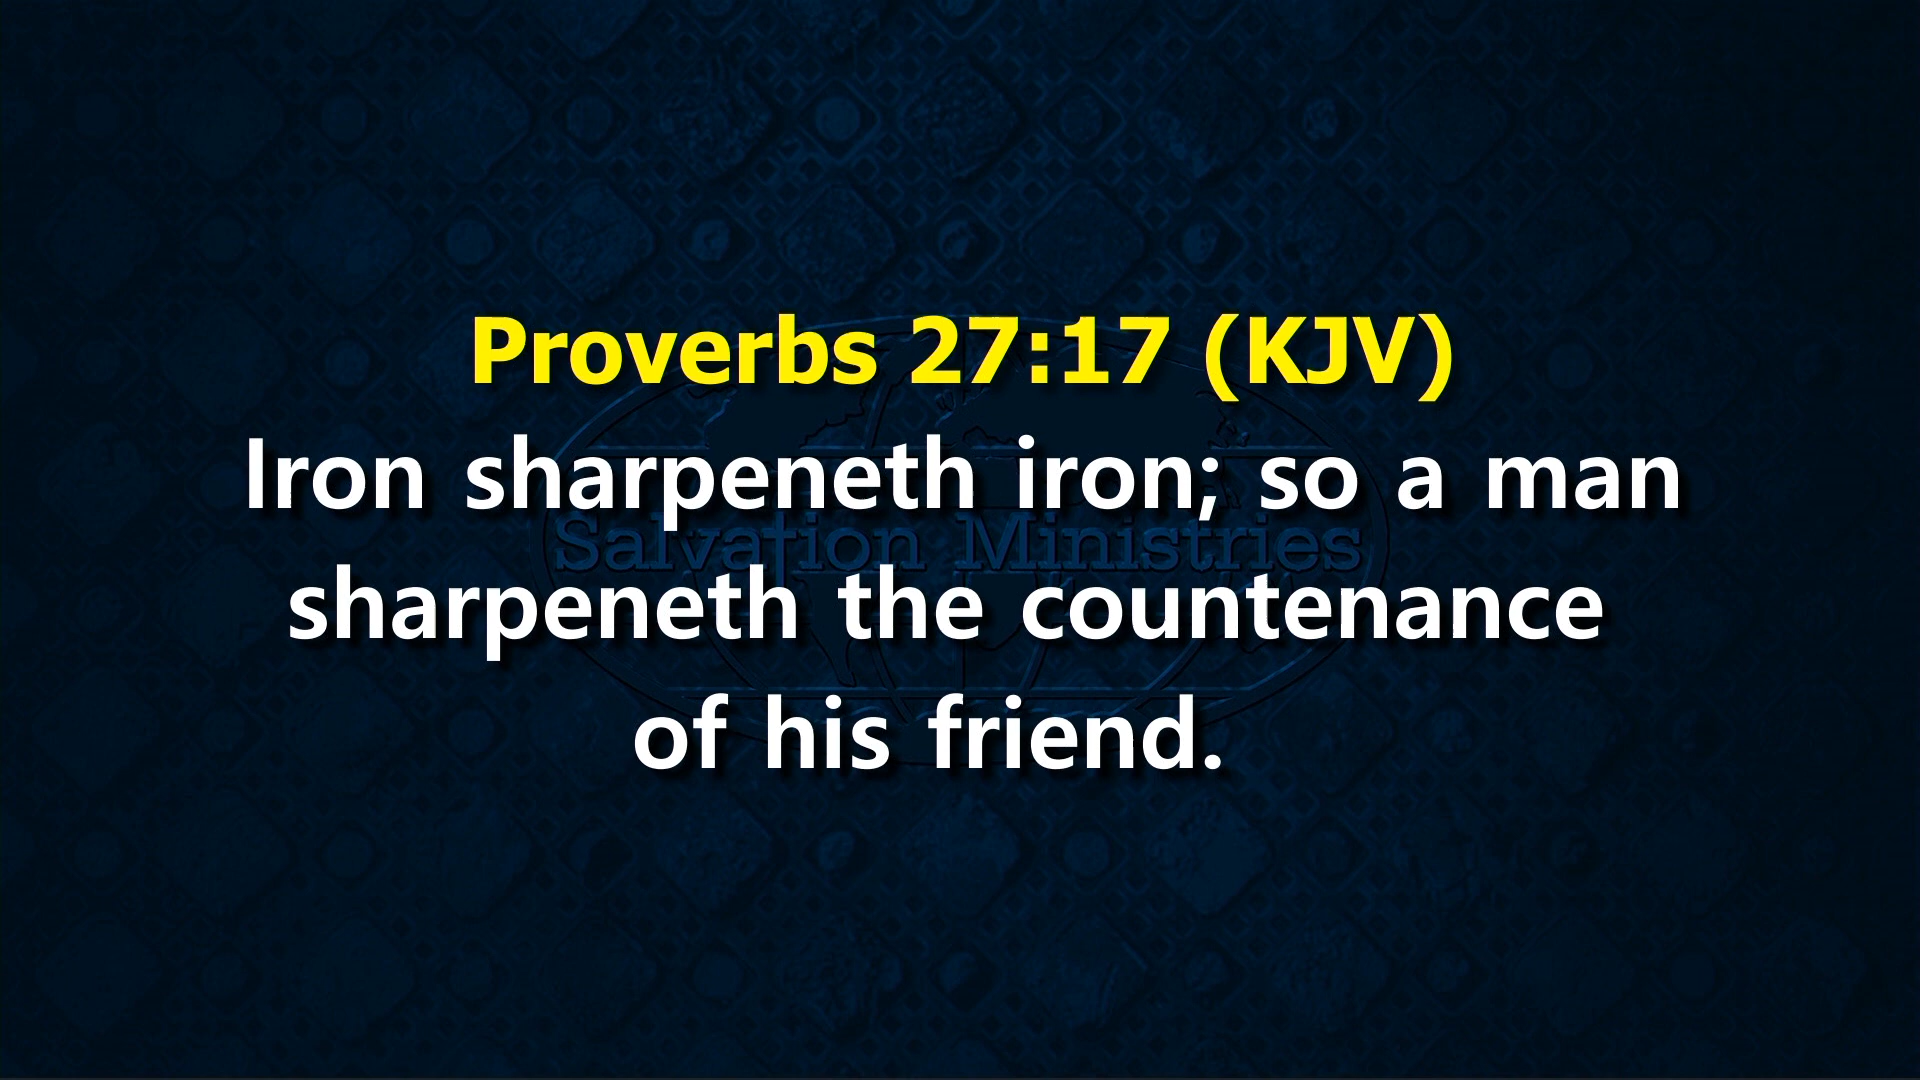 Proverbs 27:17 (KJV)
Iron sharpeneth iron; so a man
Salvation Ministries
sharpeneth the countenance
of his friend.